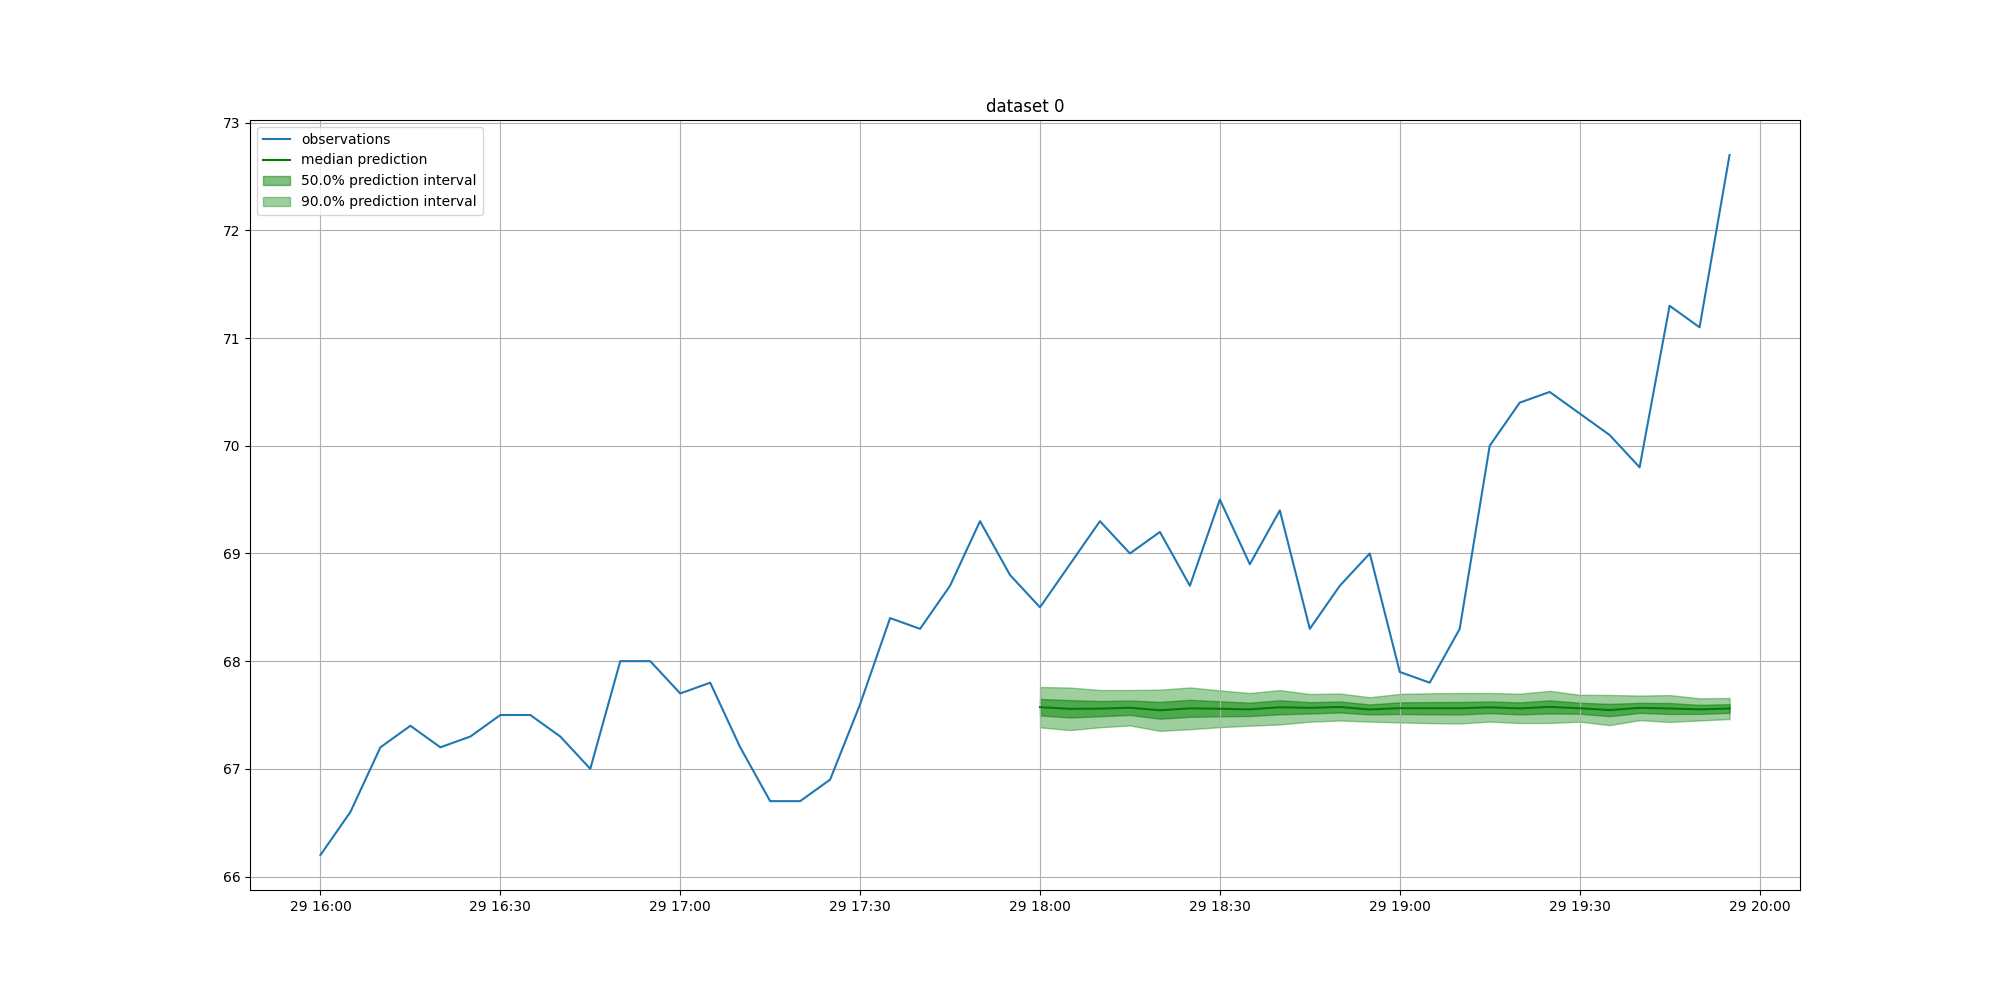 dataset 0
73
72
71
70
69
68
67
66
observations
median prediction
50.0% prediction interval
90.0% prediction interval
29 16:00 29 16:30 29 17:00 29 17:30 29 18:00 29 18:30 29 19:00 29 19:30 29 20:00